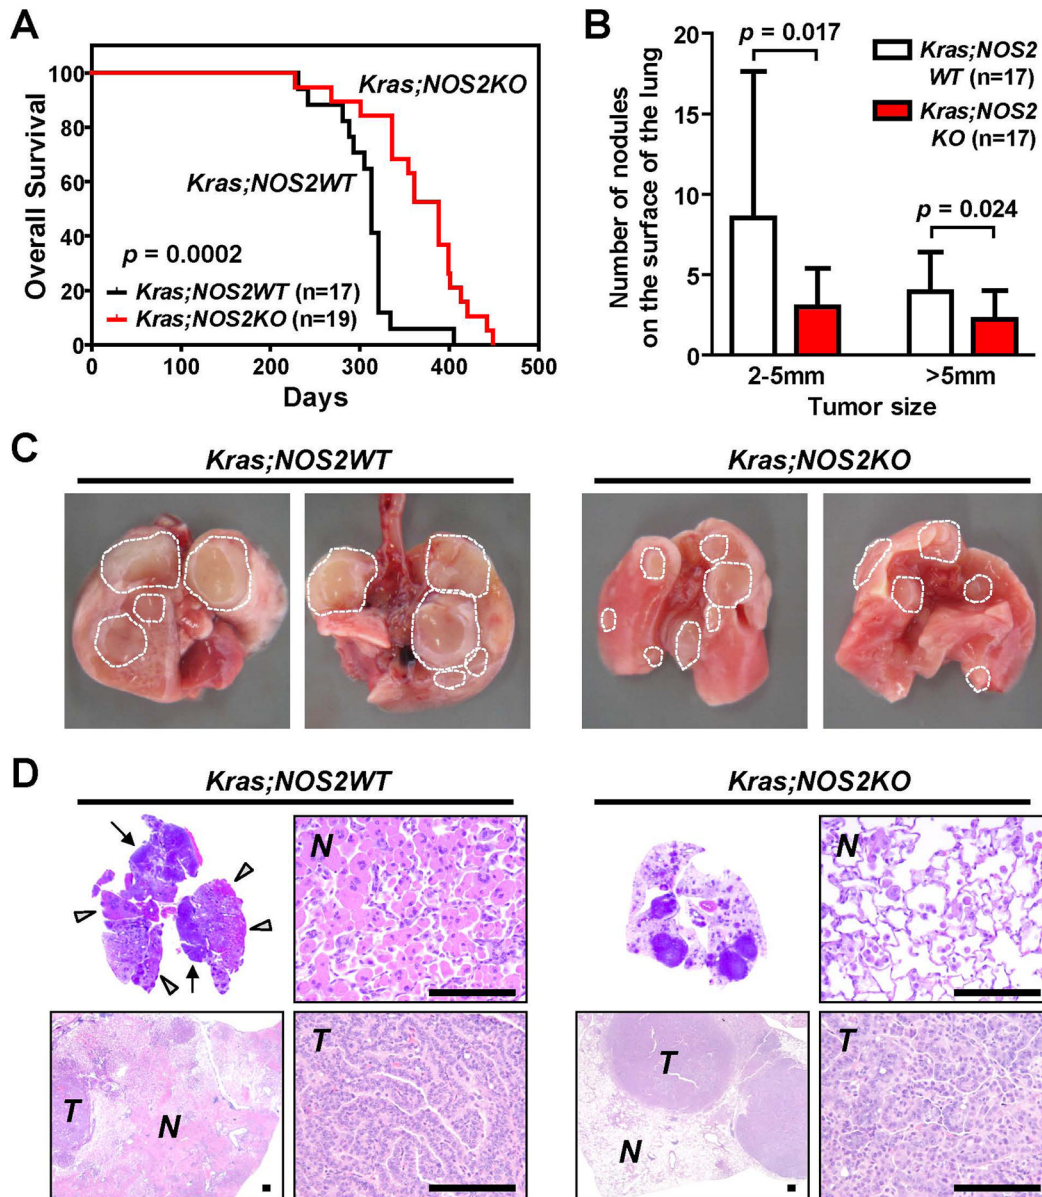 A
Overall Survival
100
80
60
40
20
0
Kras;NOS2KO
Kras;NOS2WT
p = 0.0002
Kras;NOS2WT (n=17)
Kras;NOS2KO (n=19)
0 100 200 300 400 500
Days
B
Number of nodules
on the surface of the lung
20
15
10
5
0
p = 0.017
p = 0.024
Kras;NOS2
WT (n=17)
Kras;NOS2
KO (n=17)
2-5mm >5mm
Tumor size
C
Kras;NOS2WT Kras;NOS2KO
D
Kras;NOS2WT Kras;NOS2KO
N N
T N T T N T